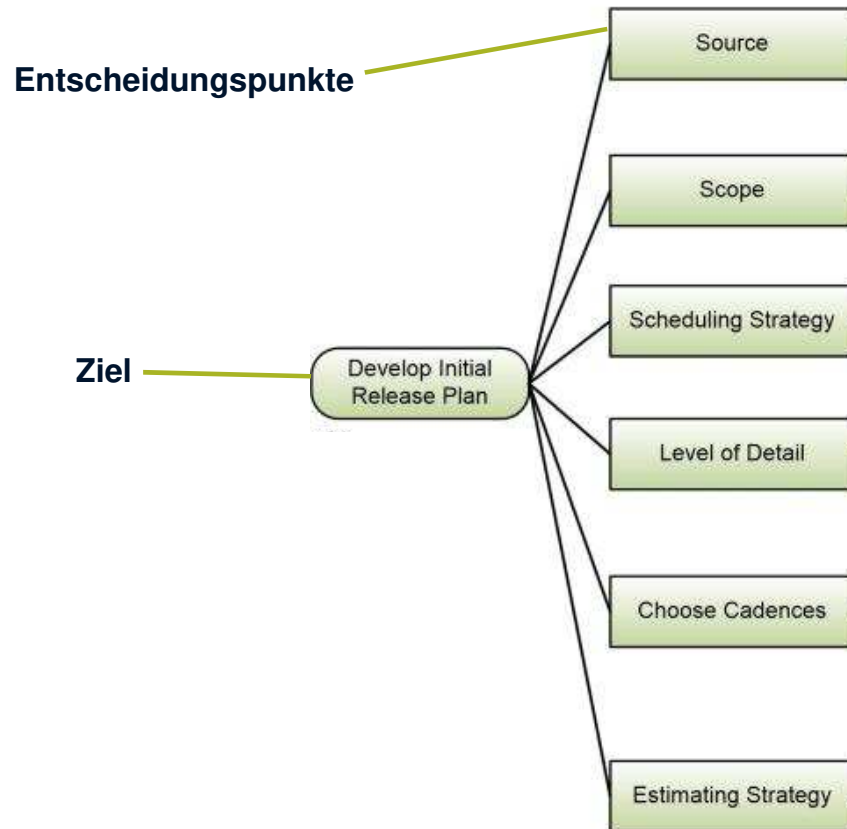 Source
Entscheidungspunkte
Scope
Scheduling Strategy
Ziel
Develop Initial
Release Plan
Level of Detail
Choose Cadences
Estimating Strategy